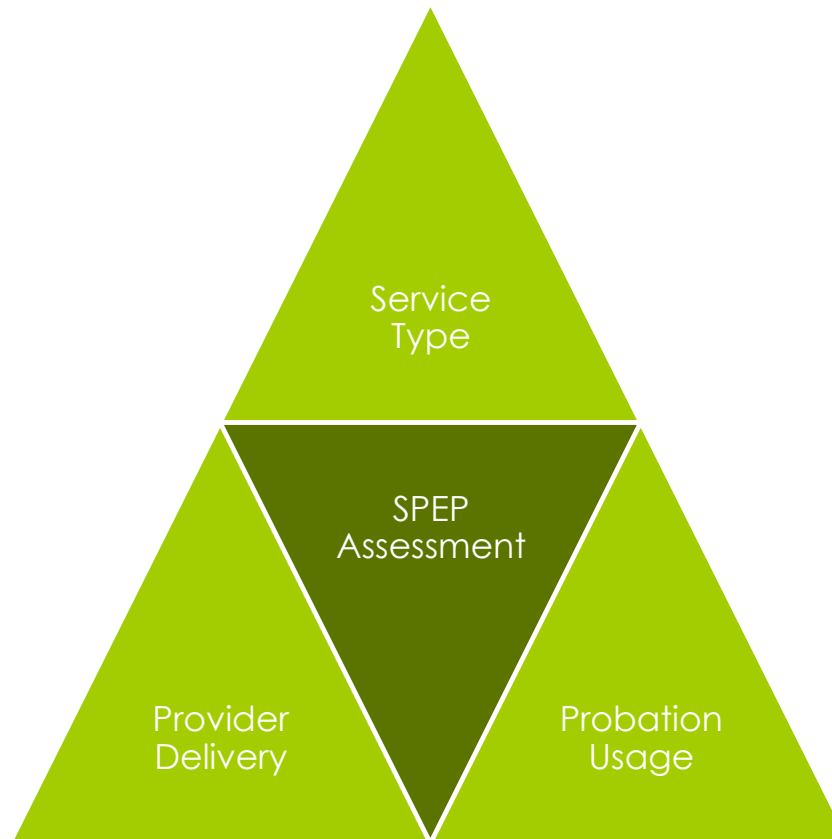 Service
Type
SPEP
Assessment
Provider
Delivery
Probation
Usage